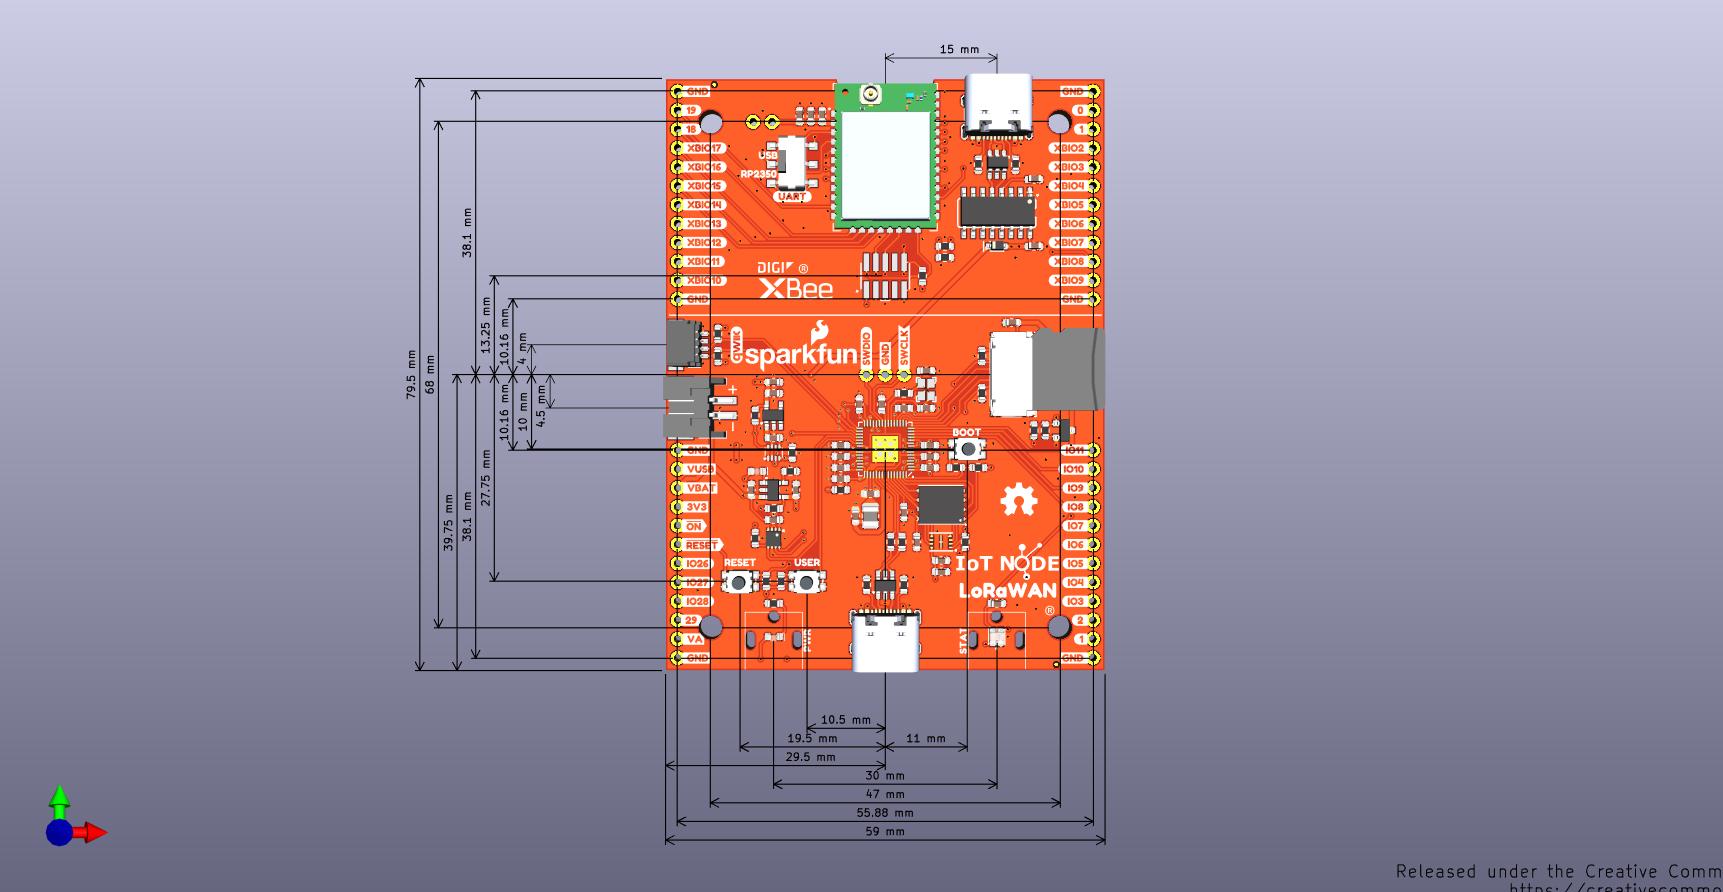 15 mm
GND
19
18
XBIO17
XBIO16
XBIO15
XBIO14
XBIO13
XBIO12
XBIO11
XBIO10
GND
USB
RP2350
UART
GND
0
1
XBIO2
XBIO3
XBIO4
XBIO5
XBIO6
XBIO7
XBIO8
XBIO9
GND
DIGI ®
XBee
QWIIC
sparkfun
SWDIO
GND
SWCLK
+
-
BOOT
GND
VUSB
VBAT
3V3
ON
RESET
IO26
IO27
IO28
29
VA
GND
IO11
IO10
IO9
IO8
IO7
IO6
IO5
IO4
IO3
2
1
GND
RESET
USER
IoT NODE
LoRaWAN
®
PWR
STAT
79.5 mm
68 mm
38.1 mm
13.25 mm
10.16 mm
4 mm
39.75 mm
38.1 mm
27.75 mm
10.16 mm
10 mm
4.5 mm
10.5 mm
19.5 mm
11 mm
29.5 mm
30 mm
47 mm
55.88 mm
59 mm
Released under the Creative Comm